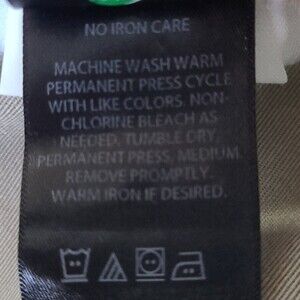 NO IRON CARE
MACHINE WASH WARM
PERMANENT PRESS CYCLE
WITH LIKE COLORS. NON-
CHLORINE BLEACH AS
NEEDED. TUMBLE DRY,
PERMANENT PRESS, MEDIUM
REMOVE PROMPTLY.
WARM IRON IF DESIRED.